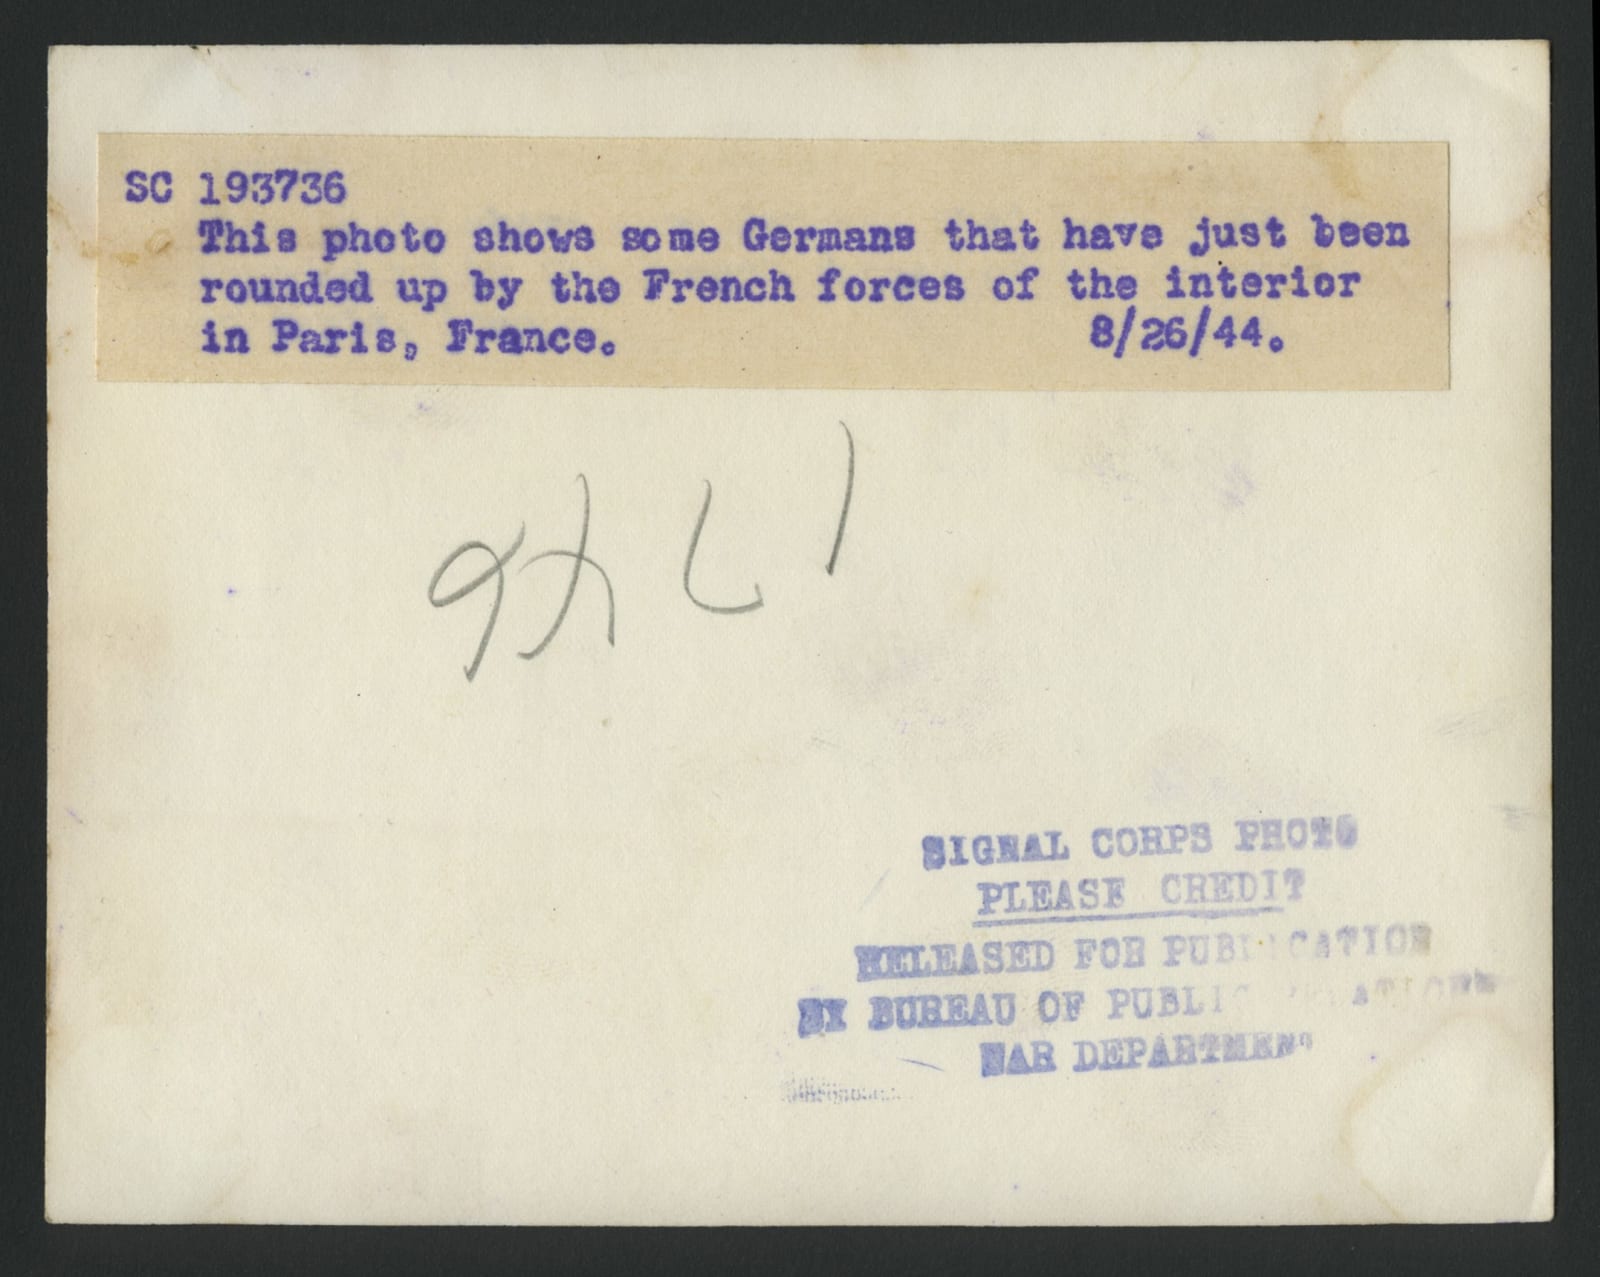 SC 193736
This photo shows some Germans that have just been
rounded up by the French forces of the interior
in Paris, France. 8/26/44.
SIGNAL CORPS PHOTO
PLEASE CREDIT
RELEASED FOR PUBLICATION
BY BUREAU OF PUBLIC RELATIONS
WAR DEPARTMENT